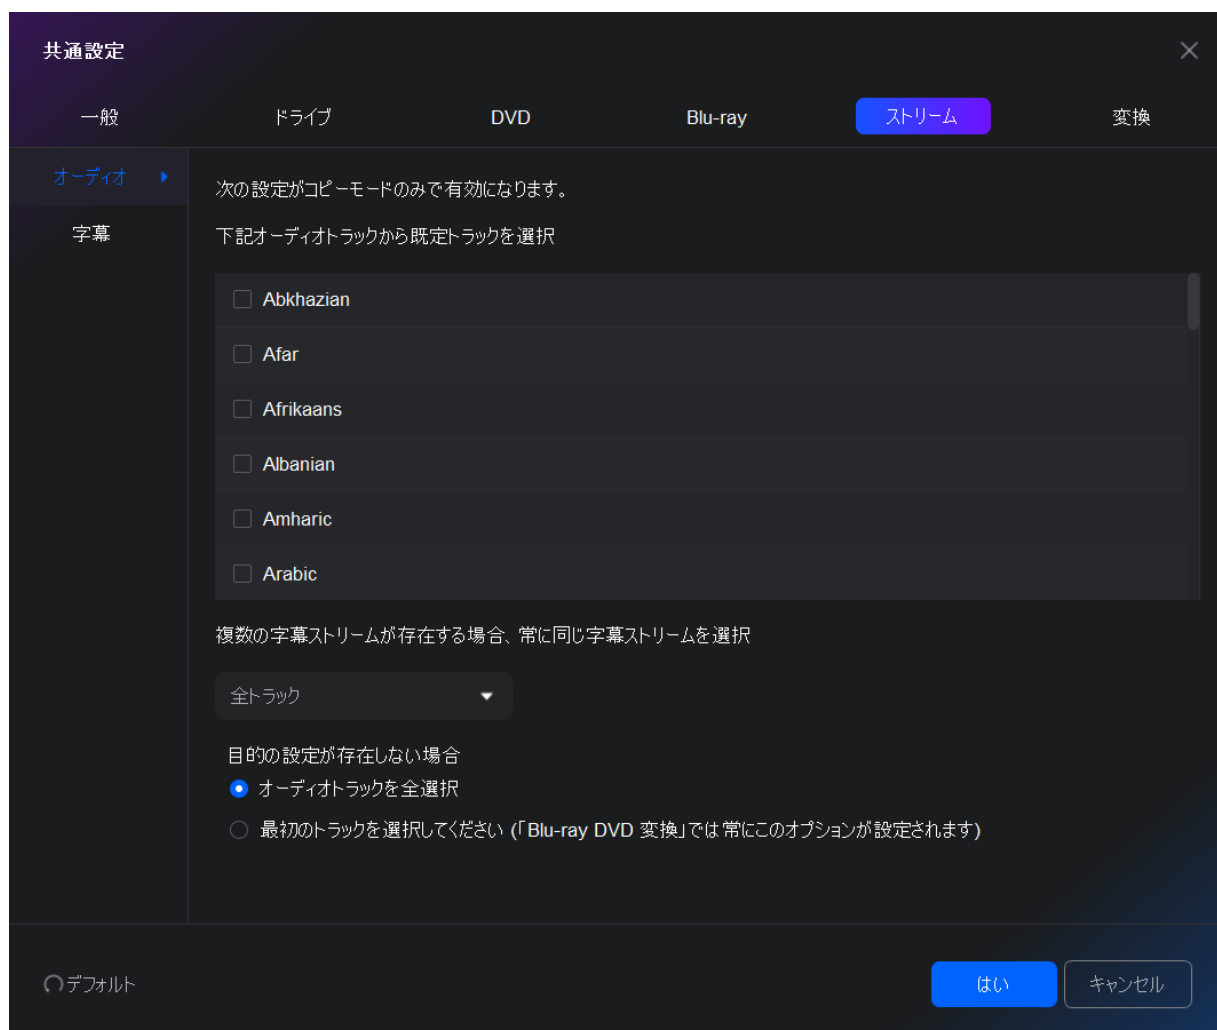 共通設定
一般
ドライブ
DVD
Blu-ray
ストリーム
変換
オーディオ
字幕
次の設定がコピーモードのみで有効になります。
下記オーディオトラックから既定トラックを選択
Abkhazian
Afar
Afrikaans
Albanian
Amharic
Arabic
複数の字幕ストリームが存在する場合、常に同じ字幕ストリームを選択
全トラック
目的の設定が存在しない場合
オーディオトラックを全選択
最初のトラックを選択してください (「Blu-ray DVD 変換」では常にこのオプションが設定されます)
デフォルト
はい
キャンセル